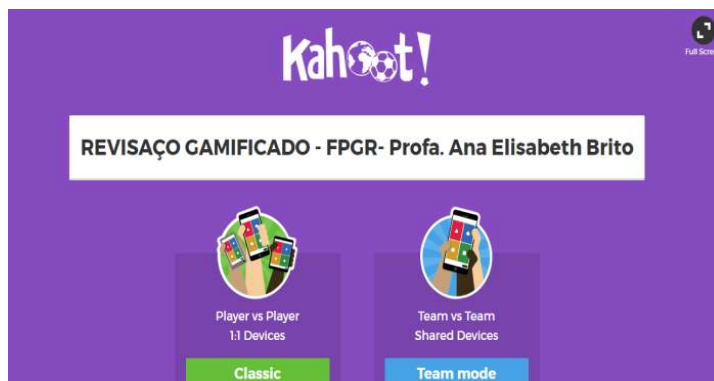 Kahoot!
Full Scre
REVISAÇO GAMIFICADO - FPGR- Profa. Ana Elisabeth Brito
Player vs Player
1:1 Devices
Classic
Team vs Team
Shared Devices
Team mode